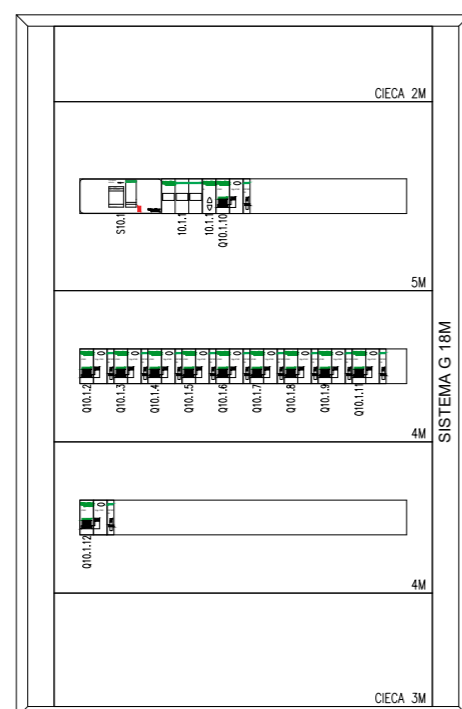 CIECA 2M
S10.1
10.1.1
10.1.1
Q10.1.10
5M
Q10.1.2
Q10.1.3
Q10.1.4
Q10.1.5
Q10.1.6
Q10.1.7
Q10.1.8
Q10.1.9
Q10.1.11
4M
SISTEMA G 18M
Q10.1.12
4M
CIECA 3M